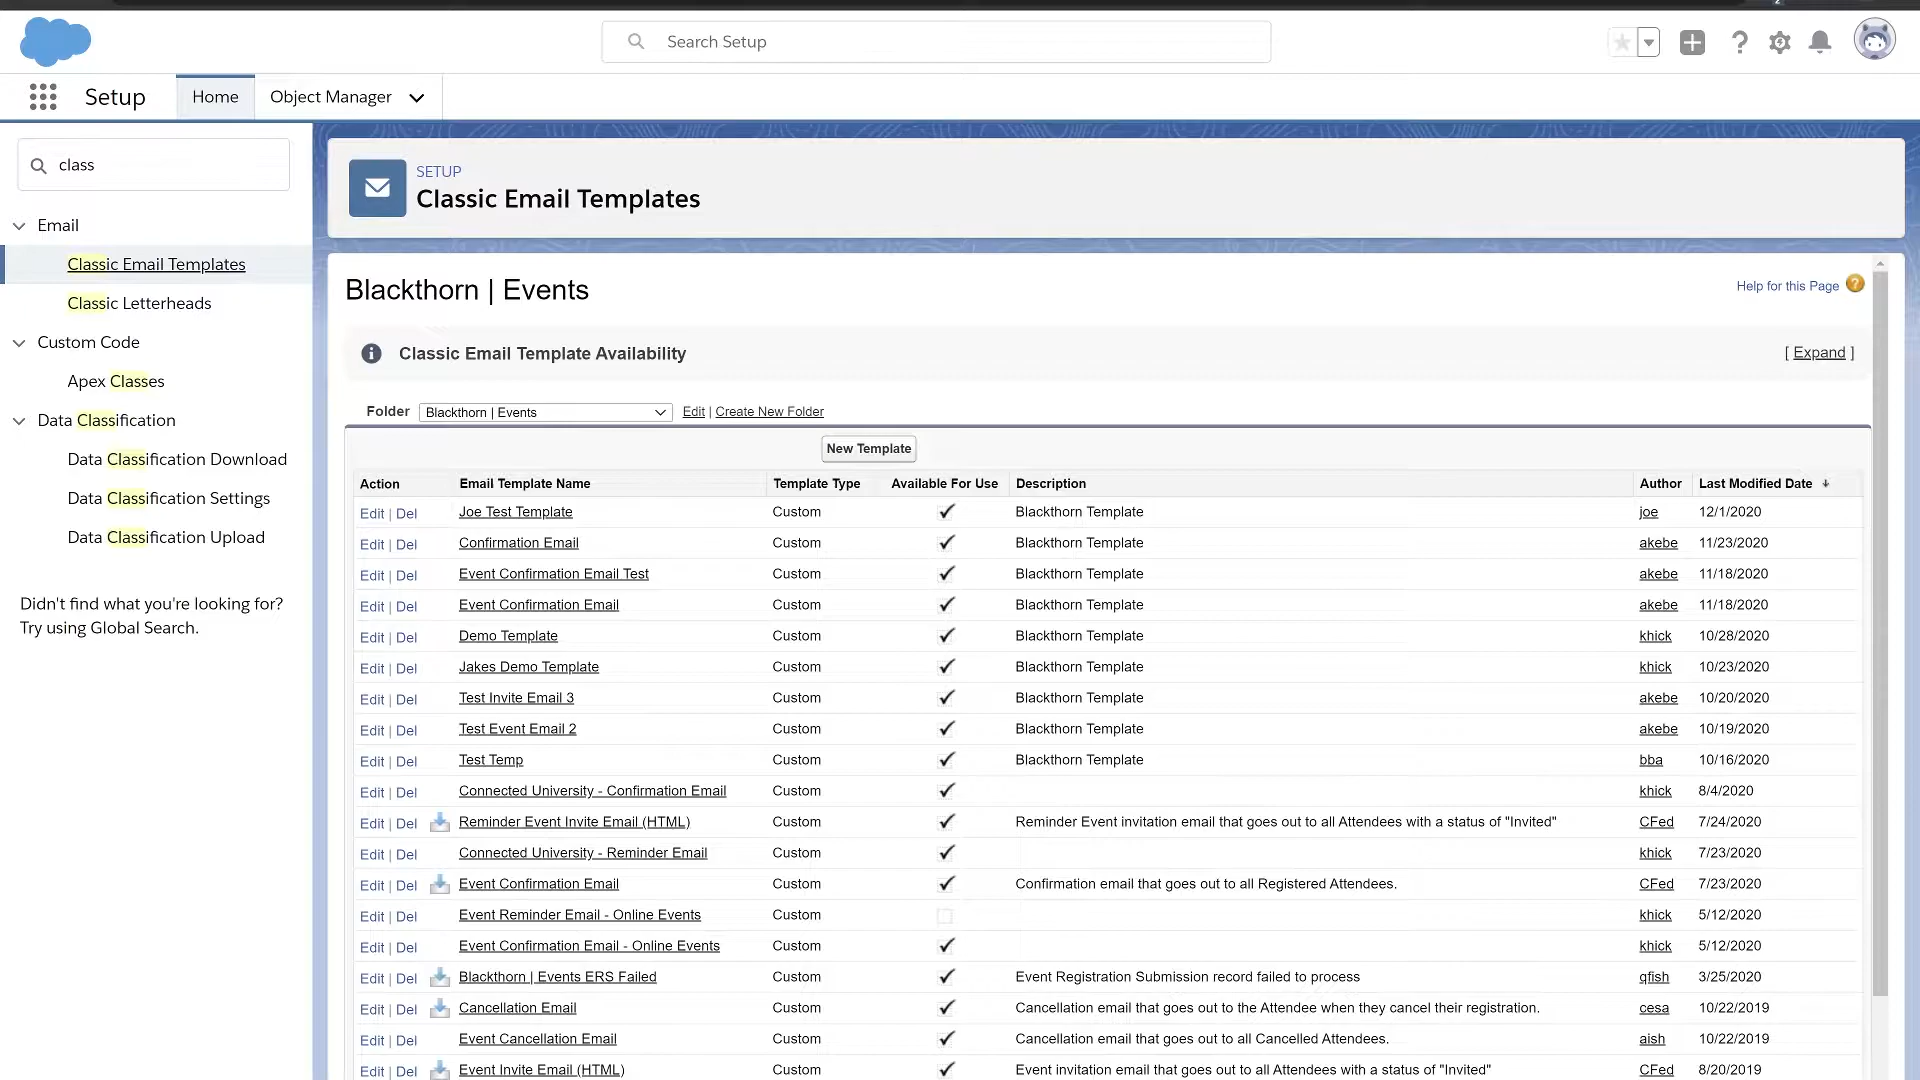 Search Setup
Setup
Home
Object Manager
class
Email
Classic Email Templates
Classic Letterheads
Custom Code
Apex Classes
Data Classification
Data Classification Download
Data Classification Settings
Data Classification Upload
Didn't find what you're looking for?
Try using Global Search.
SETUP
Classic Email Templates
Blackthorn | Events
Help for this Page ?
Classic Email Template Availability [ Expand ]
Folder Blackthorn | Events Edit | Create New Folder
New Template
Action Email Template Name Template Type Available For Use Description Author Last Modified Date
Edit | Del Joe Test Template Custom Blackthorn Template joe 12/1/2020
Edit | Del Confirmation Email Custom Blackthorn Template akebe 11/23/2020
Edit | Del Event Confirmation Email Test Custom Blackthorn Template akebe 11/18/2020
Edit | Del Event Confirmation Email Custom Blackthorn Template akebe 11/18/2020
Edit | Del Demo Template Custom Blackthorn Template khick 10/28/2020
Edit | Del Jakes Demo Template Custom Blackthorn Template khick 10/23/2020
Edit | Del Test Invite Email 3 Custom Blackthorn Template akebe 10/20/2020
Edit | Del Test Event Email 2 Custom Blackthorn Template akebe 10/19/2020
Edit | Del Test Temp Custom Blackthorn Template bba 10/16/2020
Edit | Del Connected University - Confirmation Email Custom khick 8/4/2020
Edit | Del Reminder Event Invite Email (HTML) Custom Reminder Event invitation email that goes out to all Attendees with a status of "Invited" CFed 7/24/2020
Edit | Del Connected University - Reminder Email Custom khick 7/23/2020
Edit | Del Event Confirmation Email Custom Confirmation email that goes out to all Registered Attendees. CFed 7/23/2020
Edit | Del Event Reminder Email - Online Events Custom khick 5/12/2020
Edit | Del Event Confirmation Email - Online Events Custom khick 5/12/2020
Edit | Del Blackthorn | Events ERS Failed Custom Event Registration Submission record failed to process qfish 3/25/2020
Edit | Del Cancellation Email Custom Cancellation email that goes out to the Attendee when they cancel their registration. cesa 10/22/2019
Edit | Del Event Cancellation Email Custom Cancellation email that goes out to all Cancelled Attendees. aish 10/22/2019
Edit | Del Event Invite Email (HTML) Custom Event invitation email that goes out to all Attendees with a status of "Invited" CFed 8/20/2019